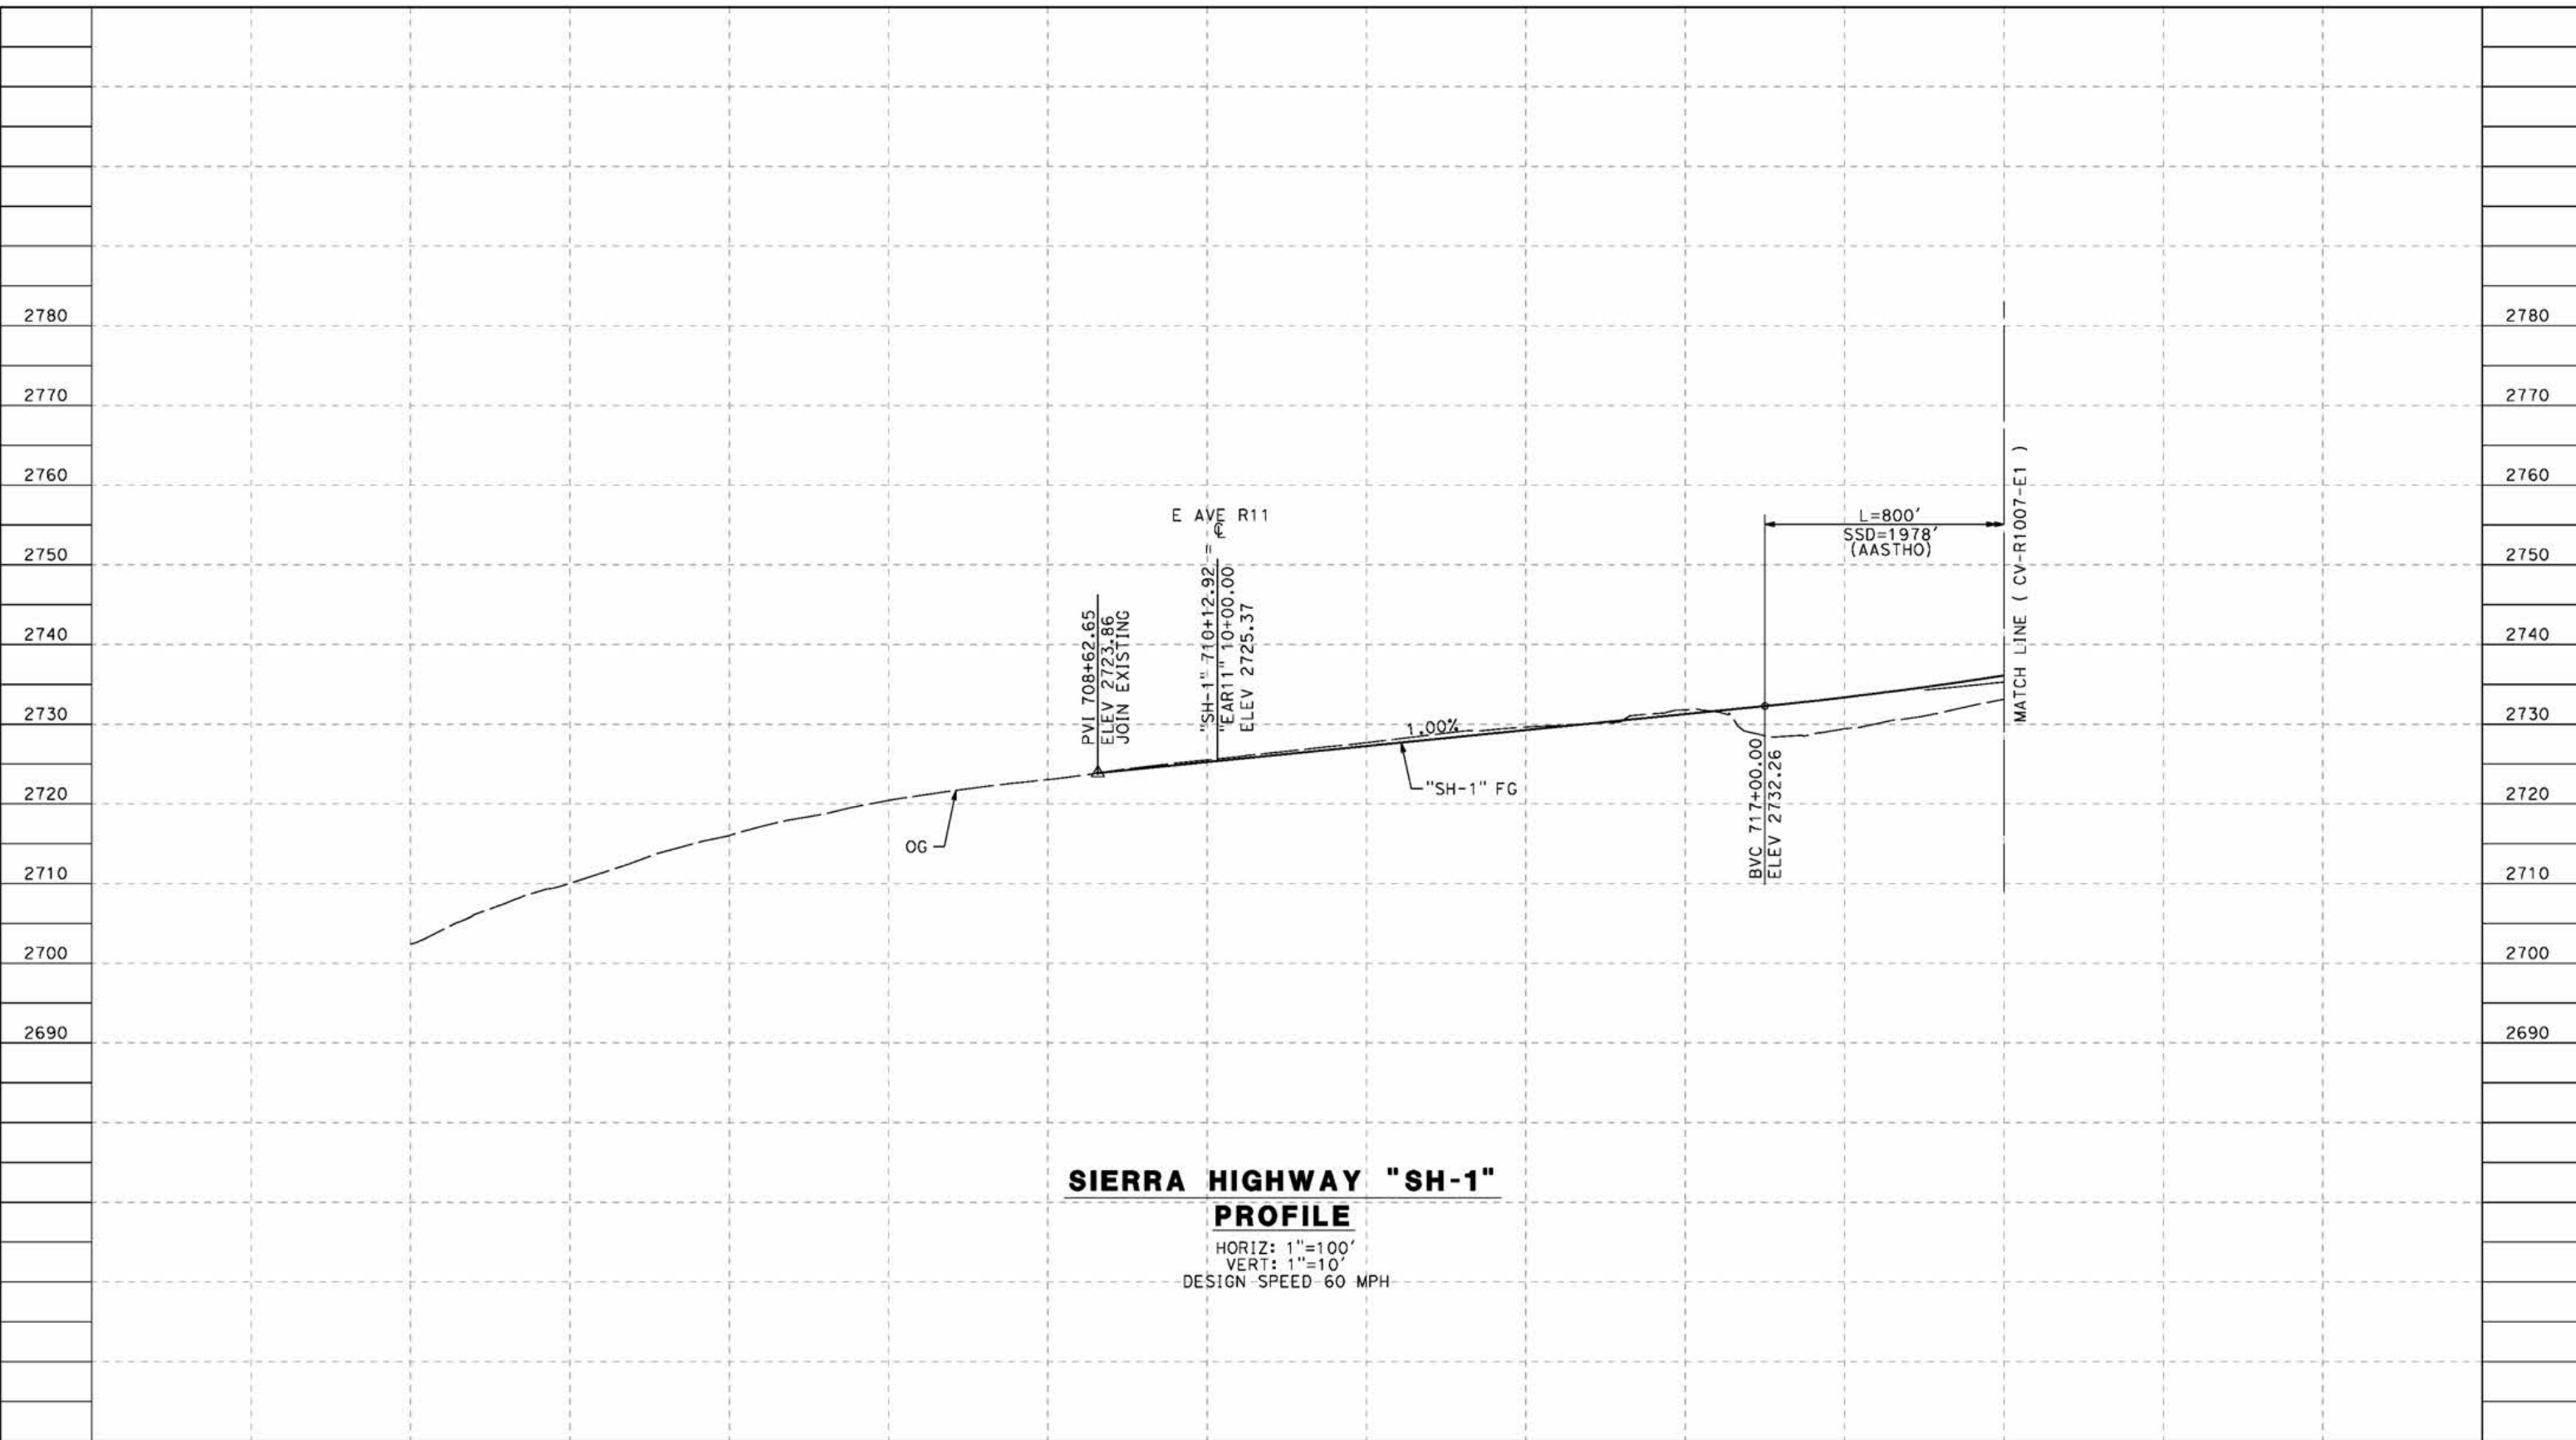 2780
2770
2760
2750
2740
2730
2720
2710
2700
2690
PVI 708+62.65
ELEV 2723.86
JOIN EXISTING
E AVE R11
℄
"SH-1" 710+12.92 =
"EAR11" 10+00.00
ELEV 2725.37
OG
1.00%
"SH-1" FG
BVC 717+00.00
ELEV 2732.26
L=800'
SSD=1978'
(AASTHO)
MATCH LINE ( CV-R1007-E1 )
2780
2770
2760
2750
2740
2730
2720
2710
2700
2690
SIERRA HIGHWAY "SH-1"
PROFILE
HORIZ: 1"=100'
VERT: 1"=10'
DESIGN SPEED 60 MPH